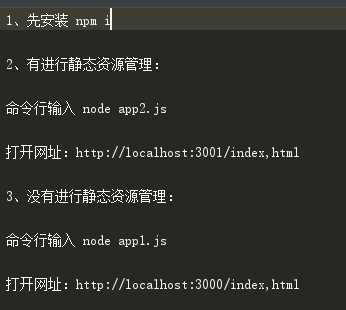 1、先安装 npm i
2、有进行静态资源管理：
命令行输入 node app2.js
打开网址：http://localhost:3001/index,html
3、没有进行静态资源管理：
命令行输入 node app1.js
打开网址：http://localhost:3000/index,html